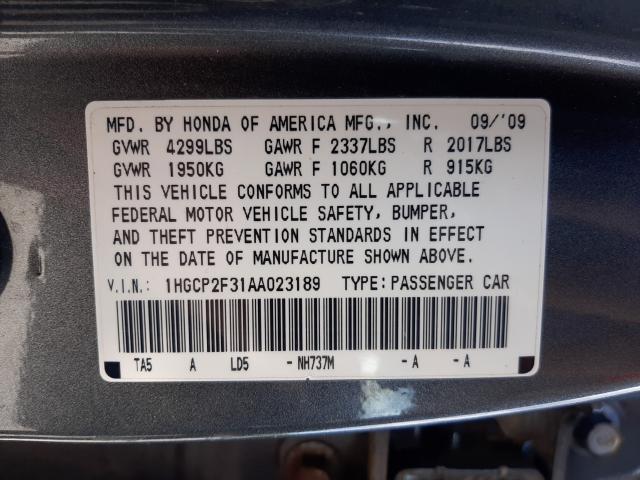 MFD. BY HONDA OF AMERICA MFG., INC. 09/'09
GVWR 4299LBS GAWR F 2337LBS R 2017LBS
GVWR 1950KG GAWR F 1060KG R 915KG
THIS VEHICLE CONFORMS TO ALL APPLICABLE
FEDERAL MOTOR VEHICLE SAFETY, BUMPER,
AND THEFT PREVENTION STANDARDS IN EFFECT
ON THE DATE OF MANUFACTURE SHOWN ABOVE.
V.I.N.: 1HGCP2F31AA023189 TYPE: PASSENGER CAR
TA5 A LD5 -NH737M -A -A